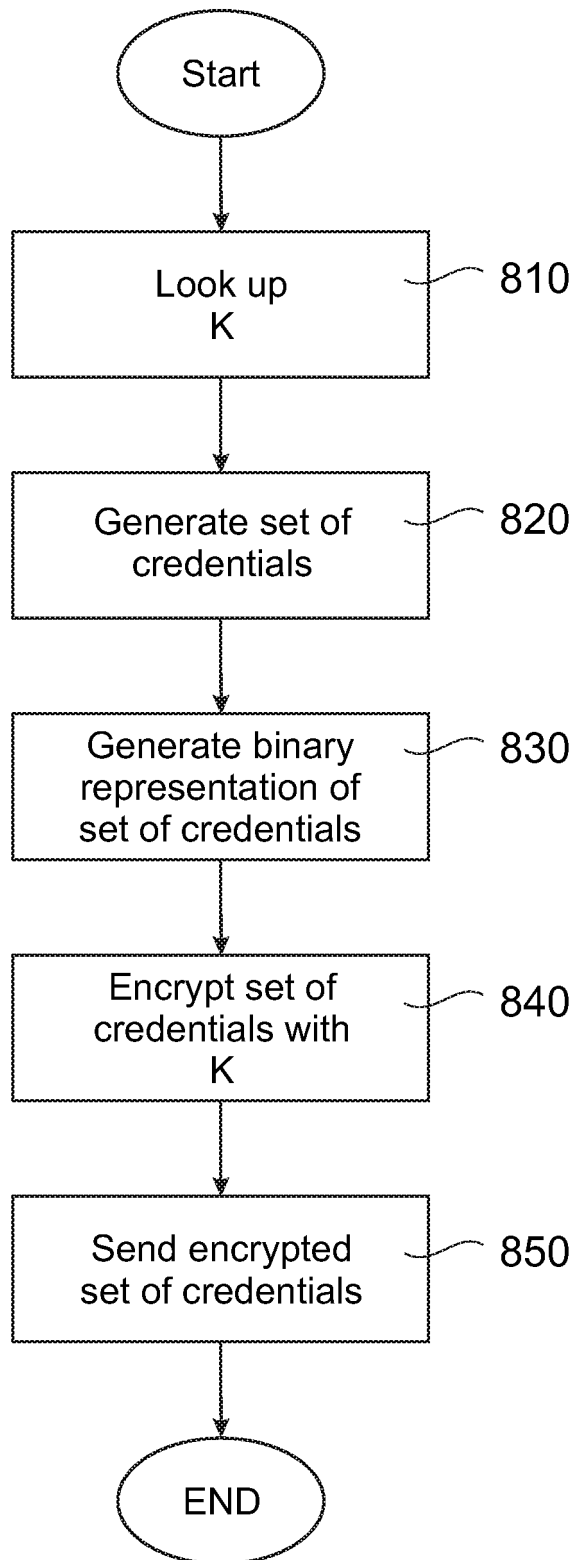 Start
Look up
K
810
Generate set of
credentials
820
Generate binary
representation of
set of credentials
830
Encrypt set of
credentials with
K
840
Send encrypted
set of credentials
850
END